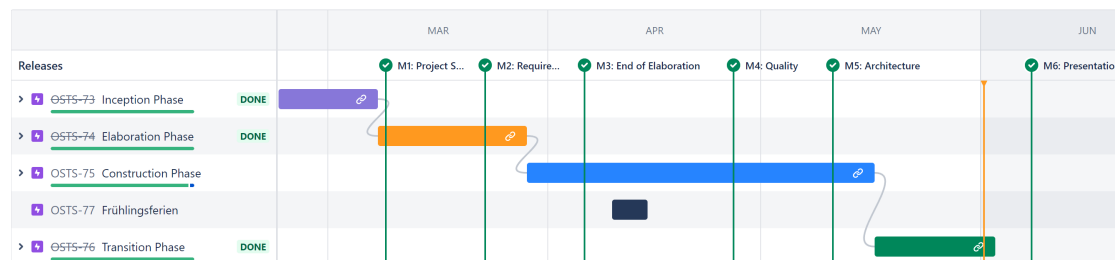 MAR APR MAY JUN
Releases M1: Project S... M2: Require... M3: End of Elaboration M4: Quality M5: Architecture M6: Presentatio
OSTS-73 Inception Phase DONE
OSTS-74 Elaboration Phase DONE
OSTS-75 Construction Phase
OSTS-77 Frühlingsferien
OSTS-76 Transition Phase DONE